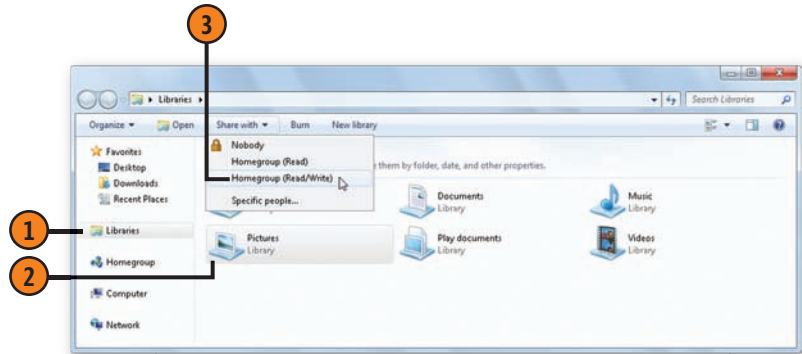 3
Libraries
Search Libraries
Organize
Open
Share with
Burn
New library
Favorites
Desktop
Downloads
Recent Places
Libraries
Homegroup
Computer
Network
Nobody
Homegroup (Read)
Homegroup (Read/Write)
Specific people...
them by folder, date, and other properties.
Documents
Library
Music
Library
Pictures
Library
Play documents
Library
Videos
Library
1
2